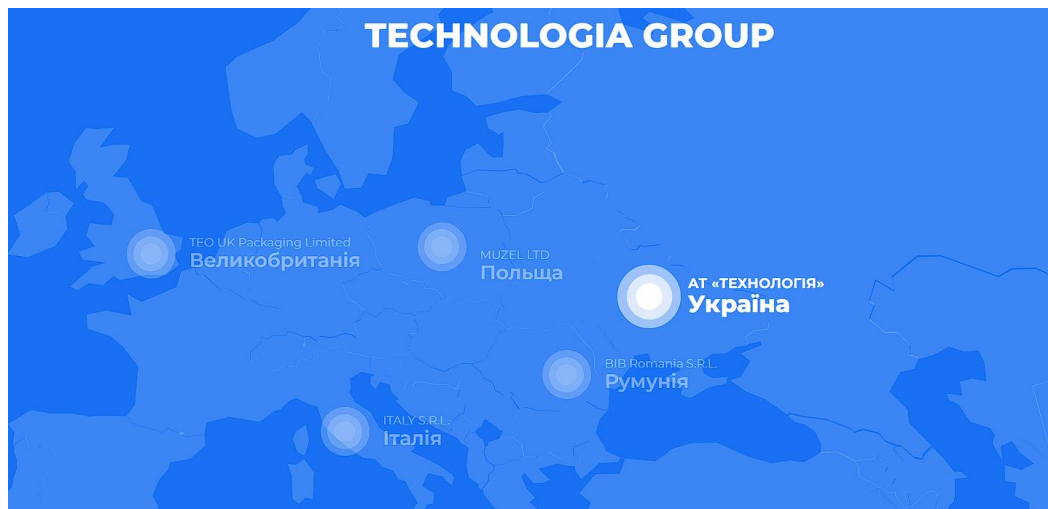 TECHNOLOGIA GROUP
TEO UK Packaging Limited
Великобританія
MUZEL LTD
Польща
АТ «ТЕХНОЛОГІЯ»
Україна
BIB Romania S.R.L.
Румунія
ITALY S.R.L.
Італія